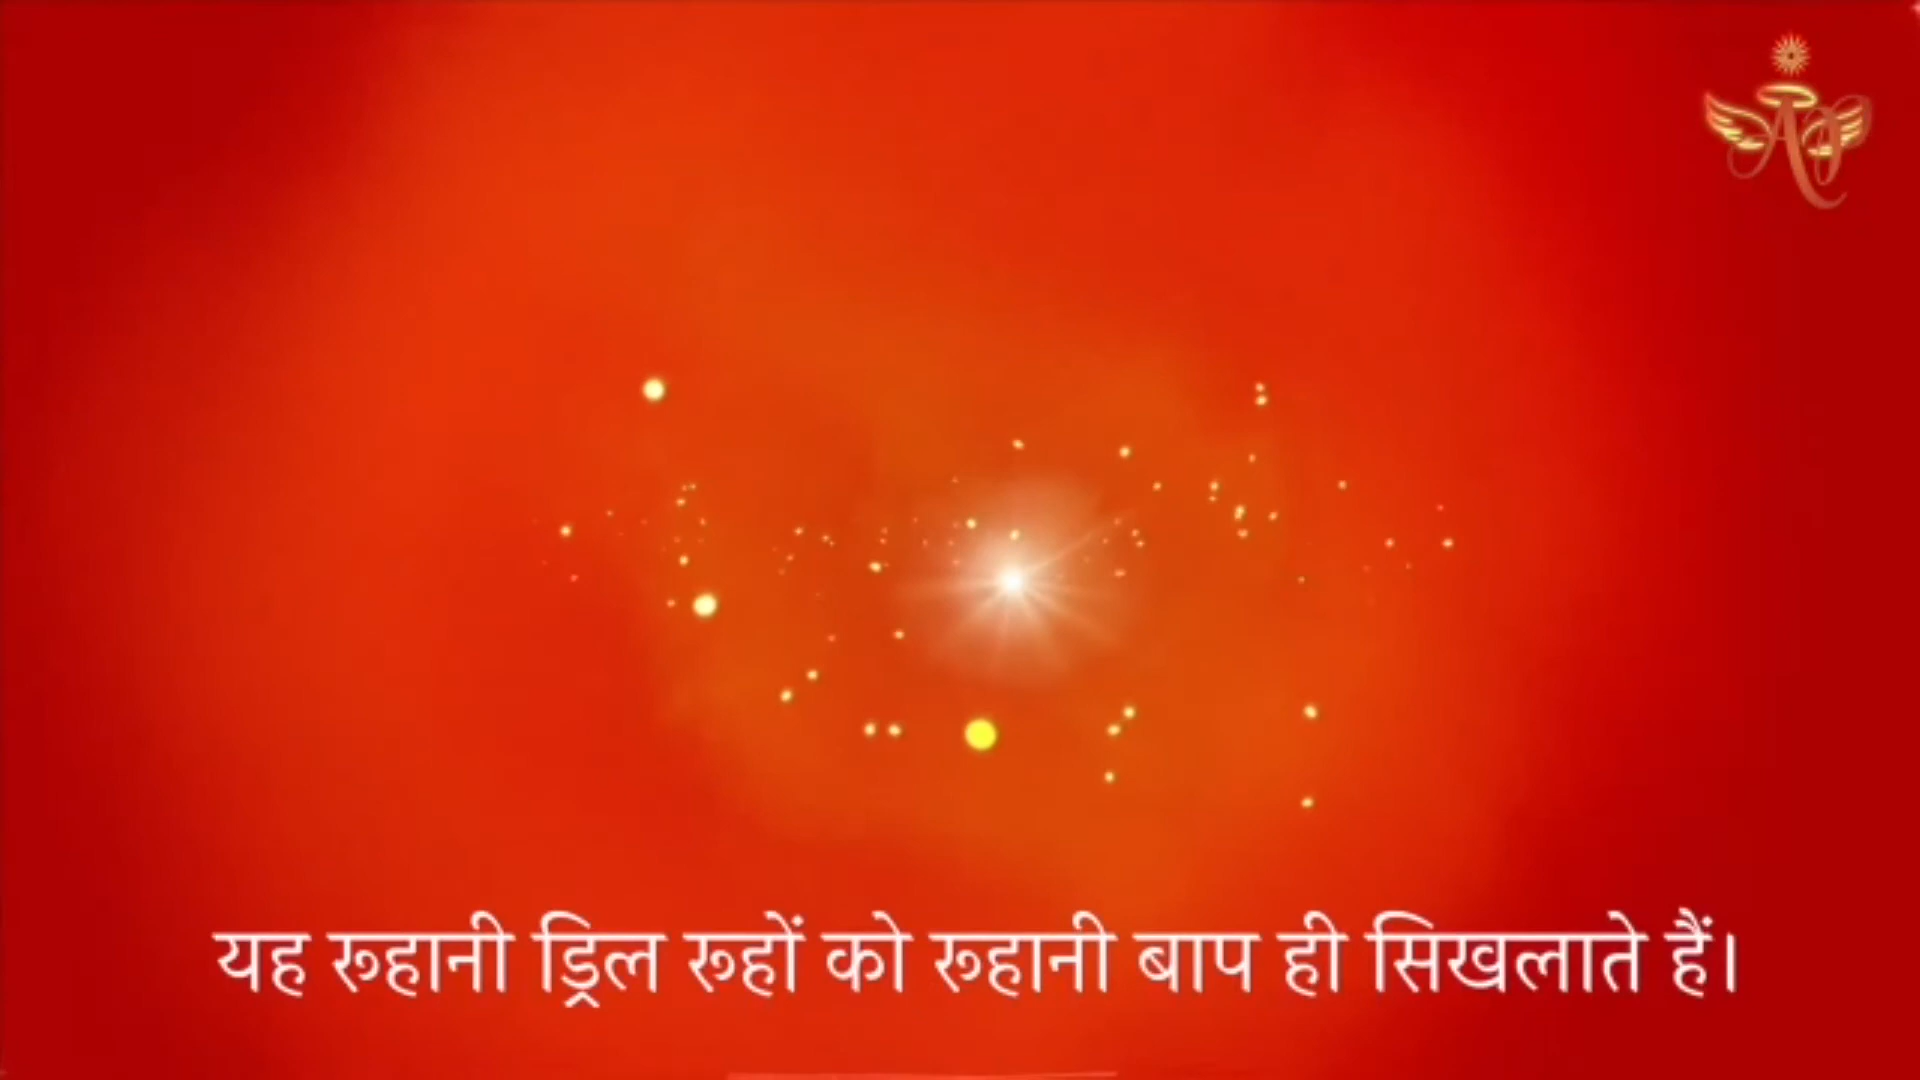 यह रूहानी ड्रिल रूहों को रूहानी बाप ही सिखलाते हैं।